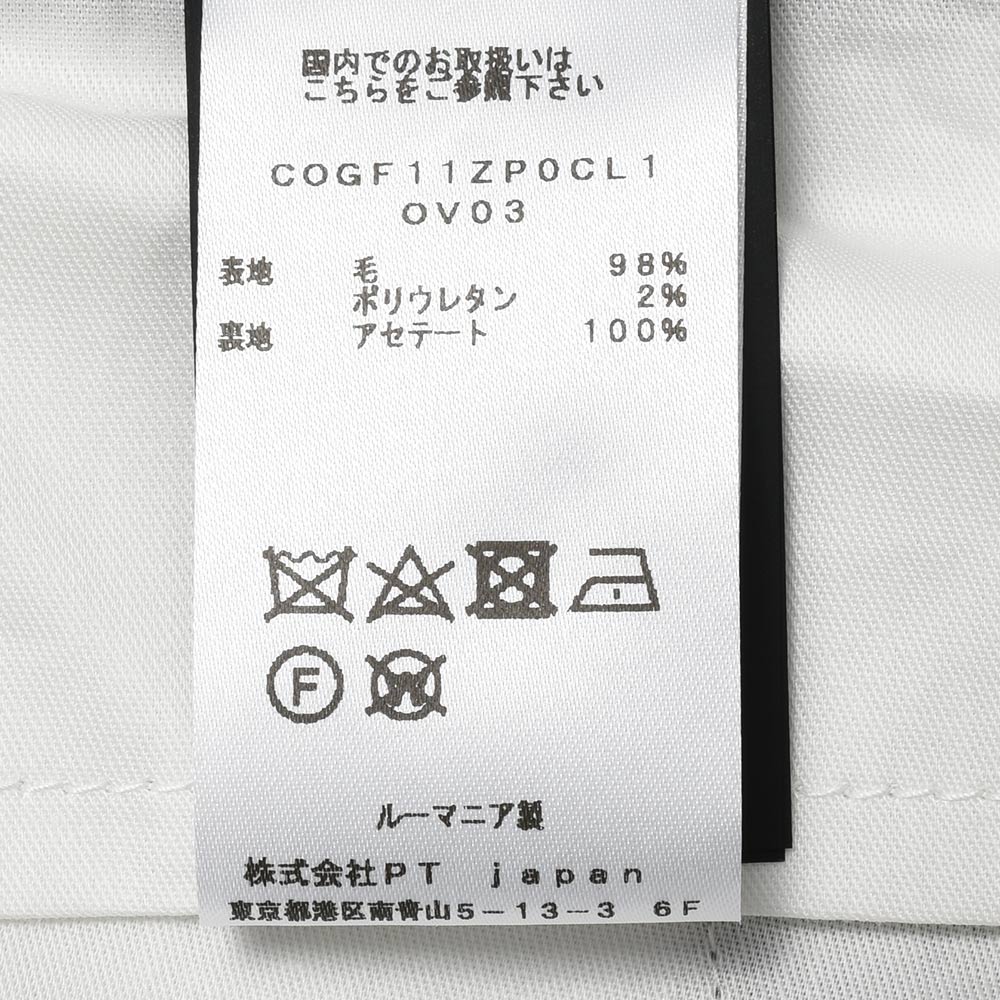 国内でのお取扱いは
こちらをご参照下さい
COGF11ZP0CL1
OV03
表地 毛 98%
ポリウレタン 2%
裏地 アセテート 100%
F
W
ルーマニア製
株式会社PT japan
東京都港区南青山5-13-3 6F